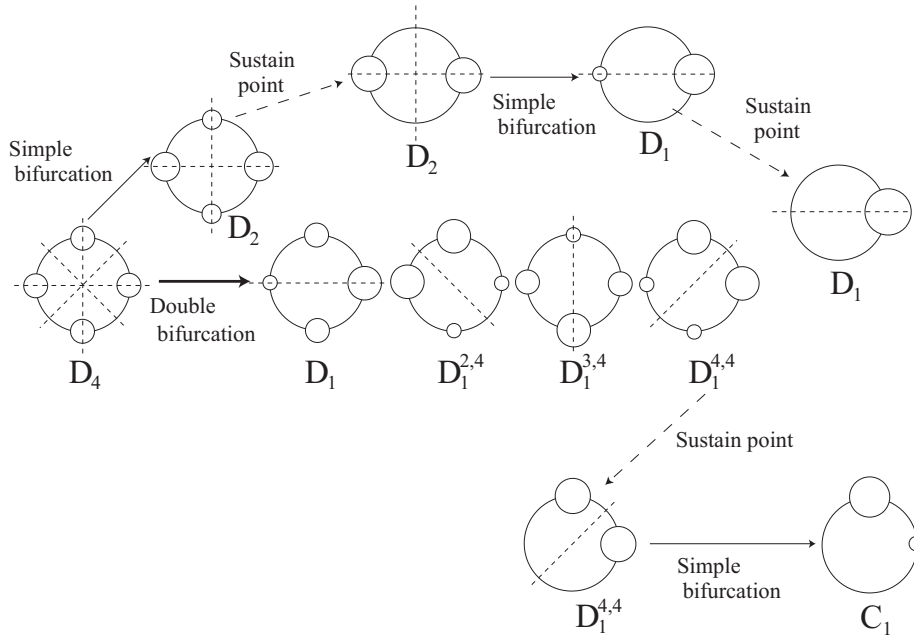 Sustain
point
Simple
bifurcation
D₂
Simple
bifurcation
D₁
Sustain
point
D₂
D₁
Double
bifurcation
D₄
D₁
D₁^{2,4}
D₁^{3,4}
D₁^{4,4}
Sustain point
Simple
bifurcation
D₁^{4,4}
C₁